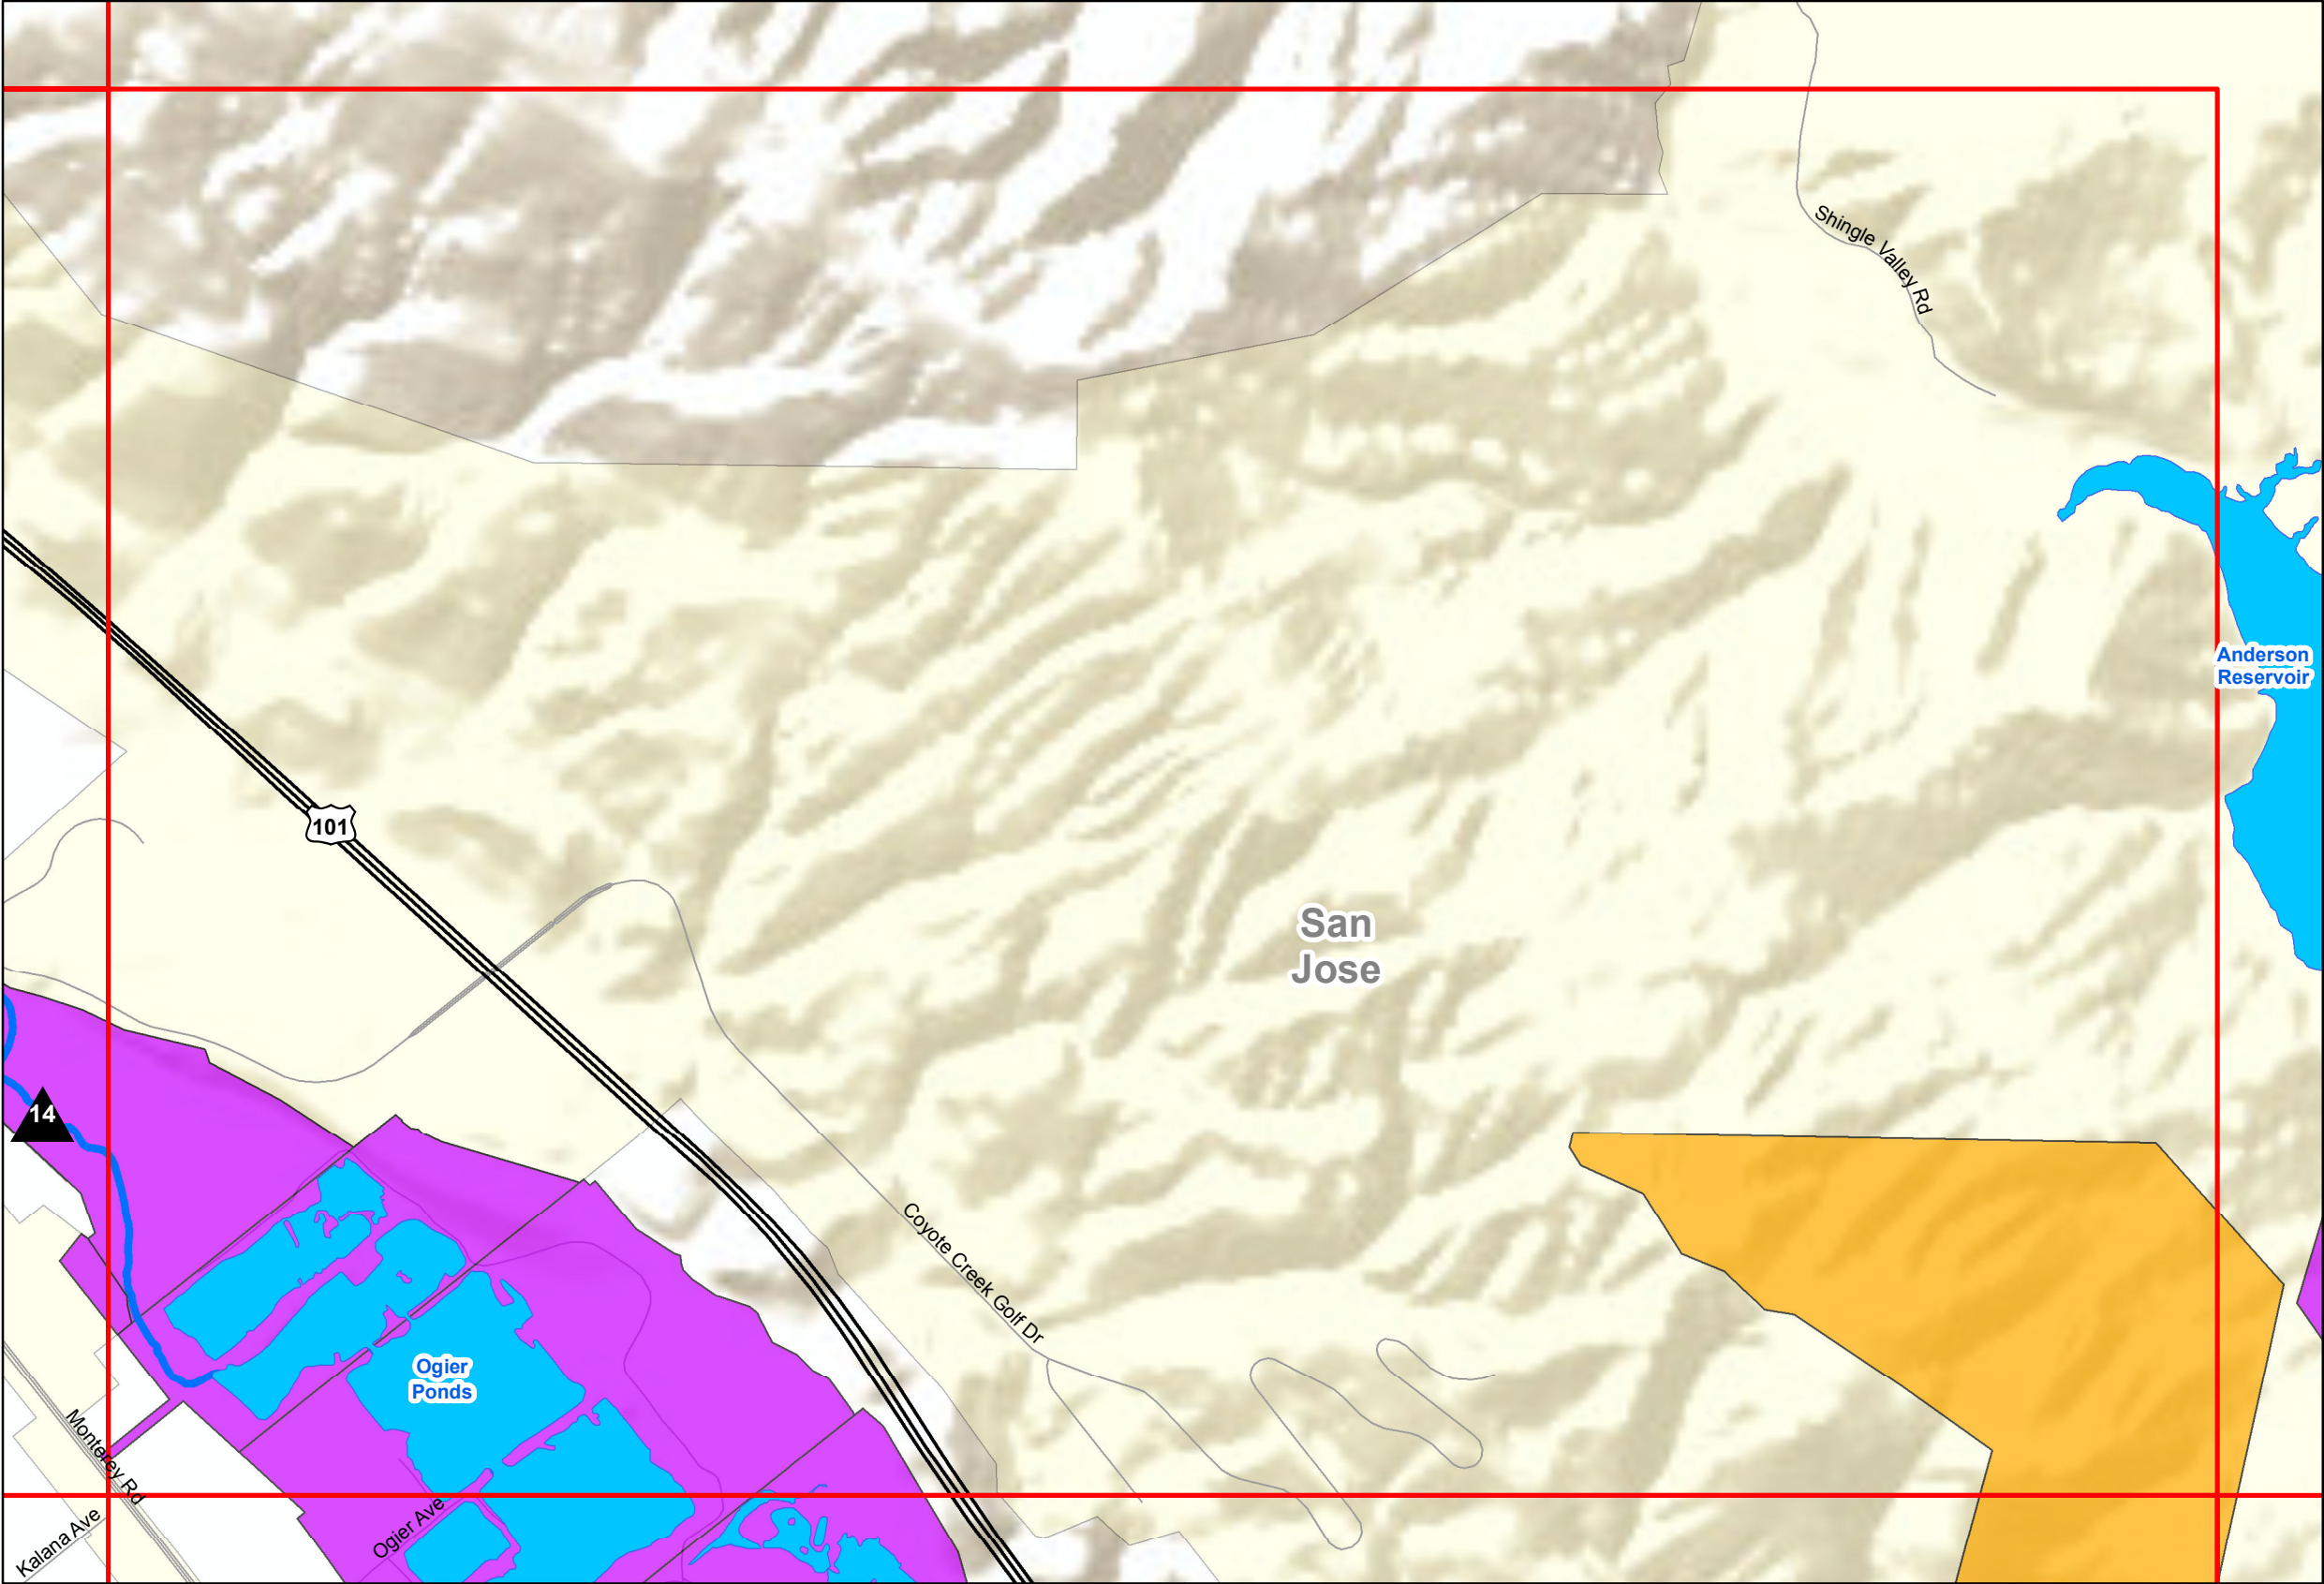 Shingle Valley Rd
Anderson
Reservoir
101
San
Jose
14
Coyote Creek Golf Dr
Ogier
Ponds
Monterey Rd
Ogier Ave
Kalana Ave